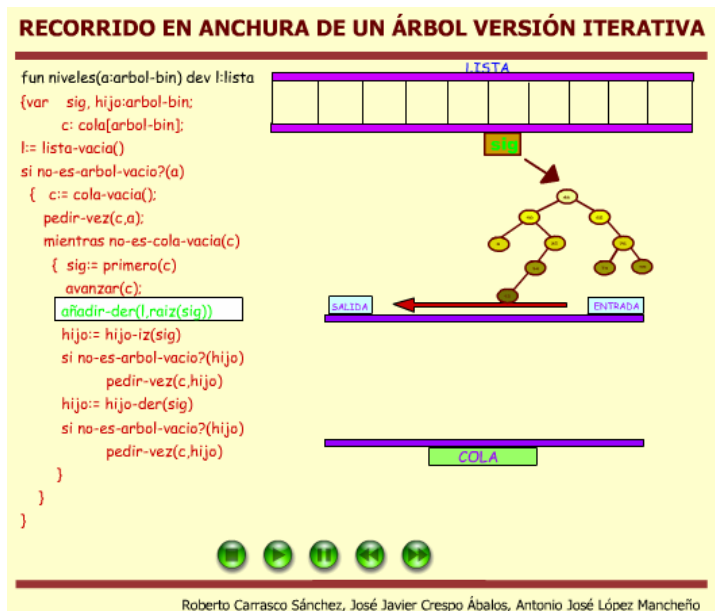 RECORRIDO EN ANCHURA DE UN ÁRBOL VERSIÓN ITERATIVA
fun niveles(a:arbol-bin) dev l:lista
{var sig, hijo:arbol-bin;
c: cola[arbol-bin];
l:= lista-vacia()
si no-es-arbol-vacio?(a)
{ c:= cola-vacia();
pedir-vez(c,a);
mientras no-es-cola-vacia(c)
{ sig:= primero(c)
avanzar(c);
añadir-der(l,raiz(sig))
hijo:= hijo-iz(sig)
si no-es-arbol-vacio?(hijo)
pedir-vez(c,hijo)
hijo:= hijo-der(sig)
si no-es-arbol-vacio?(hijo)
pedir-vez(c,hijo)
}
}
}
LISTA
sig
SALIDA
ENTRADA
COLA
Roberto Carrasco Sánchez, José Javier Crespo Ábalos, Antonio José López Mancheño